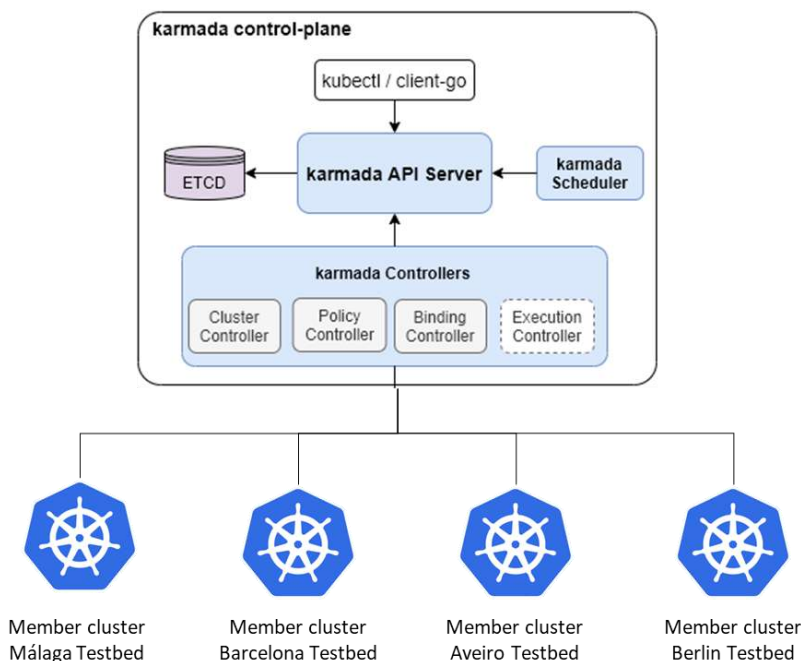 karmada control-plane
kubectl / client-go
ETCD
karmada API Server
karmada
Scheduler
karmada Controllers
Cluster
Controller
Policy
Controller
Binding
Controller
Execution
Controller
Member cluster
Málaga Testbed
Member cluster
Barcelona Testbed
Member cluster
Aveiro Testbed
Member cluster
Berlin Testbed